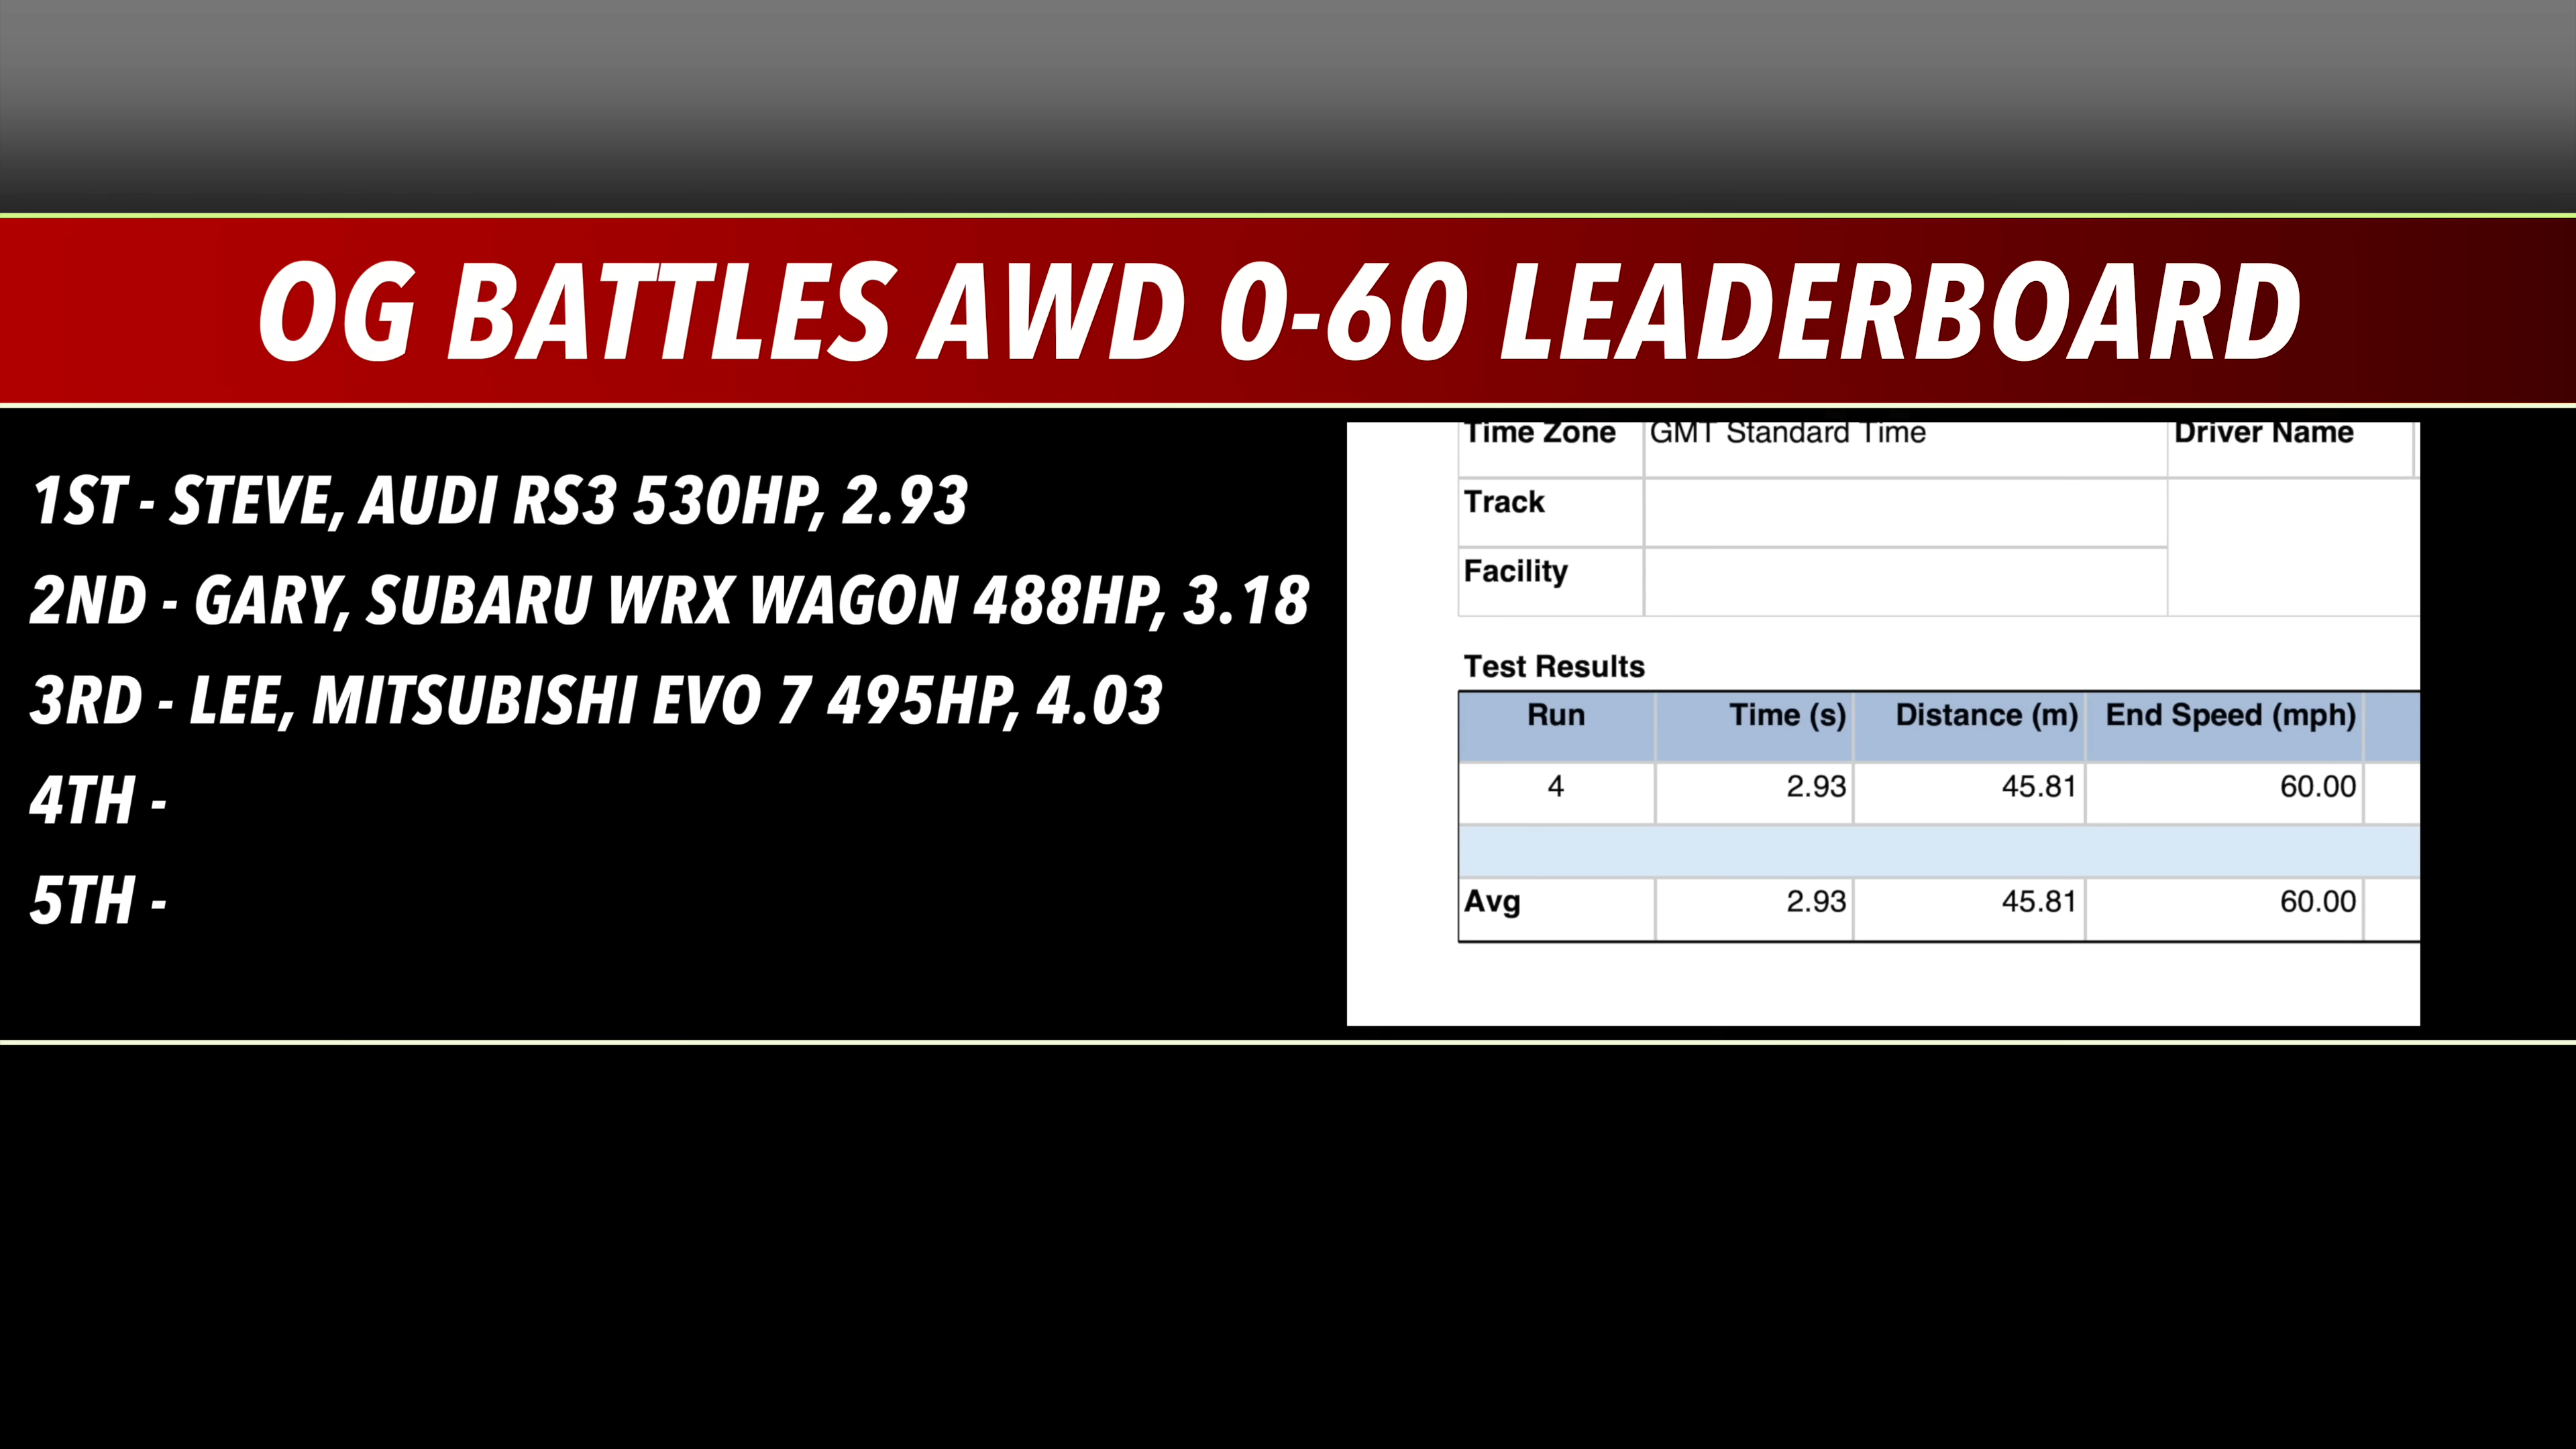 OG BATTLES AWD 0-60 LEADERBOARD
1ST - STEVE, AUDI RS3 530HP, 2.93
2ND - GARY, SUBARU WRX WAGON 488HP, 3.18
3RD - LEE, MITSUBISHI EVO 7 495HP, 4.03
4TH -
5TH -
Time Zone GMT Standard Time Driver Name
Track
Facility
Test Results
Run Time (s) Distance (m) End Speed (mph)
4 2.93 45.81 60.00
Avg 2.93 45.81 60.00